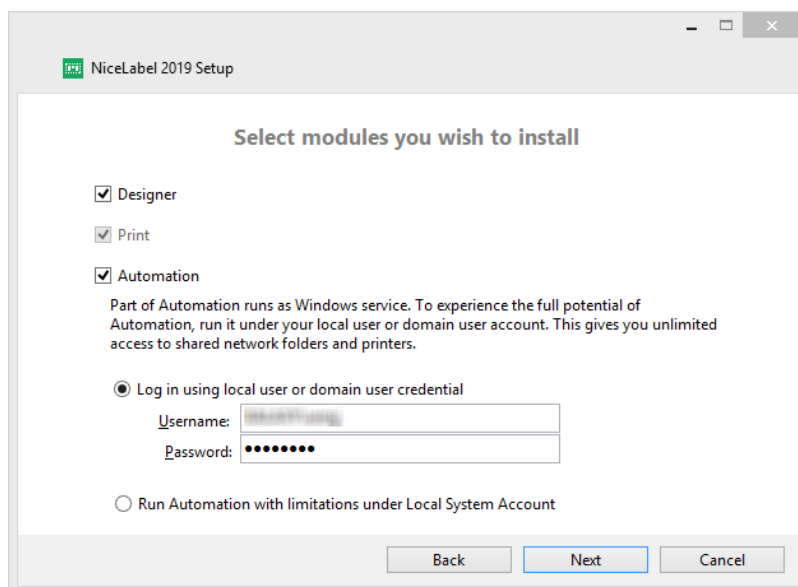 NiceLabel 2019 Setup
Select modules you wish to install
Designer
Print
Automation
Part of Automation runs as Windows service. To experience the full potential of
Automation, run it under your local user or domain user account. This gives you unlimited
access to shared network folders and printers.
Log in using local user or domain user credential
Username:
Password: ••••••••
Run Automation with limitations under Local System Account
Back Next Cancel